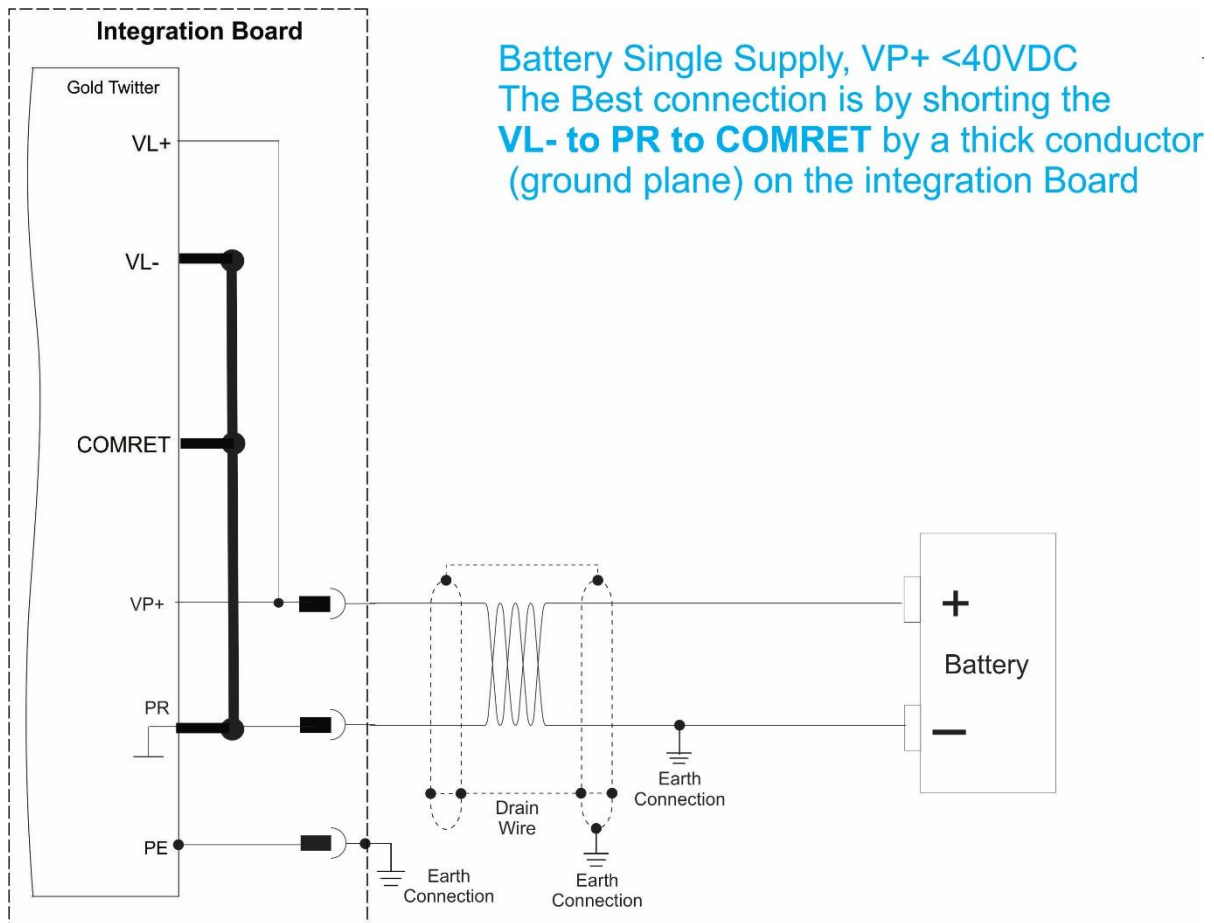 Integration Board
Battery Single Supply, VP+ <40VDC
The Best connection is by shorting the
VL- to PR to COMRET by a thick conductor
(ground plane) on the integration Board
Gold Twitter
VL+
VL-
COMRET
VP+
PR
PE
+
Battery
−
Earth
Connection
Drain
Wire
Earth
Connection
Earth
Connection